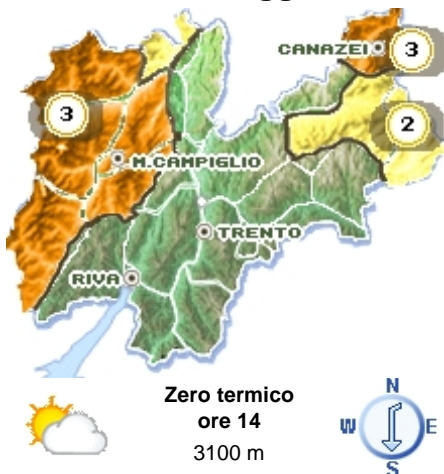 CANAZEI
3
3
2
M.CAMPIGLIO
TRENTO
RIVA
Zero termico
ore 14
3100 m
N
W E
S